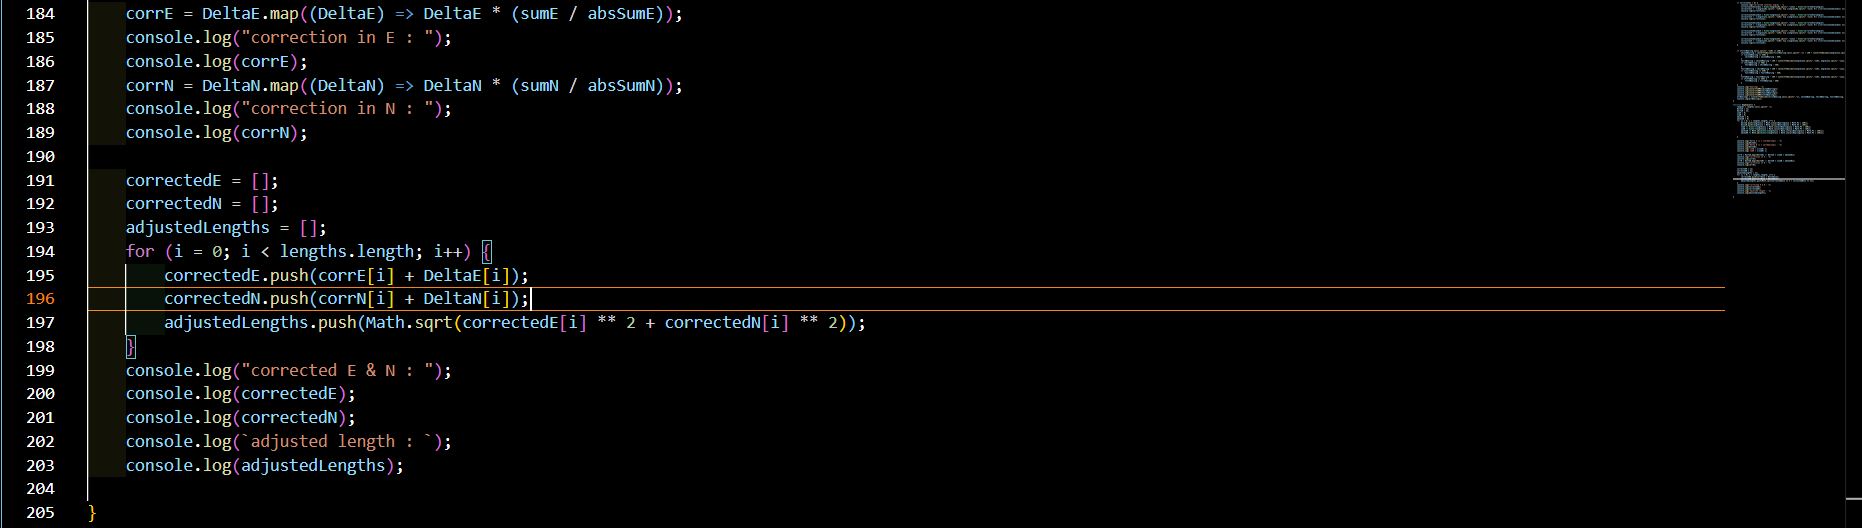 184 corrE = DeltaE.map((DeltaE) => DeltaE * (sumE / absSumE));
185 console.log("correction in E : ");
186 console.log(corrE);
187 corrN = DeltaN.map((DeltaN) => DeltaN * (sumN / absSumN));
188 console.log("correction in N : ");
189 console.log(corrN);
190
191 correctedE = [];
192 correctedN = [];
193 adjustedLengths = [];
194 for (i = 0; i < lengths.length; i++) {
195 correctedE.push(corrE[i] + DeltaE[i]);
196 correctedN.push(corrN[i] + DeltaN[i]);
197 adjustedLengths.push(Math.sqrt(correctedE[i] ** 2 + correctedN[i] ** 2));
198 }
199 console.log("corrected E & N : ");
200 console.log(correctedE);
201 console.log(correctedN);
202 console.log(`adjusted length : `);
203 console.log(adjustedLengths);
204
205 }